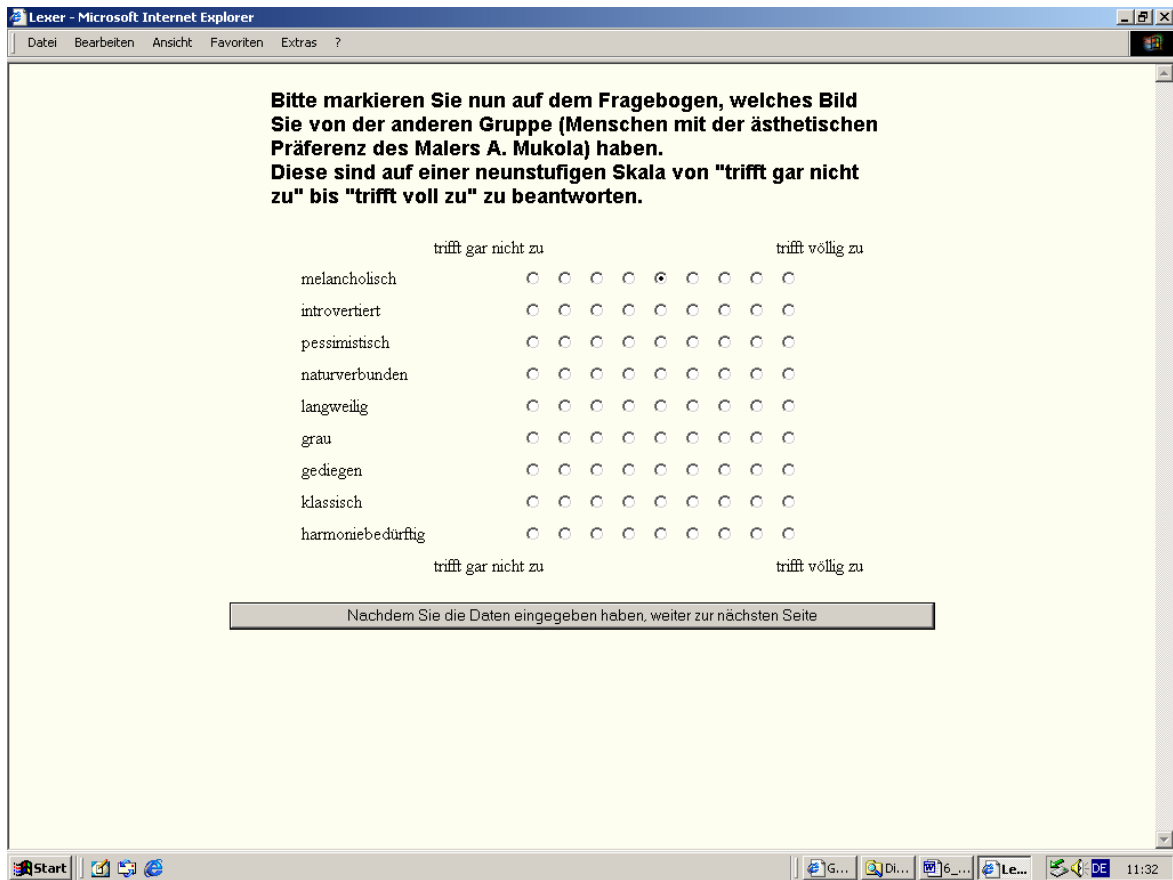 Lexer - Microsoft Internet Explorer
Datei Bearbeiten Ansicht Favoriten Extras ?
Bitte markieren Sie nun auf dem Fragebogen, welches Bild
Sie von der anderen Gruppe (Menschen mit der ästhetischen
Präferenz des Malers A. Mukola) haben.
Diese sind auf einer neunstufigen Skala von "trifft gar nicht
zu" bis "trifft voll zu" zu beantworten.
trifft gar nicht zu trifft völlig zu
melancholisch
introvertiert
pessimistisch
naturverbunden
langweilig
grau
gediegen
klassisch
harmoniebedürftig
trifft gar nicht zu trifft völlig zu
Nachdem Sie die Daten eingegeben haben, weiter zur nächsten Seite
Start G... Di... 6_... Le... DE 11:32